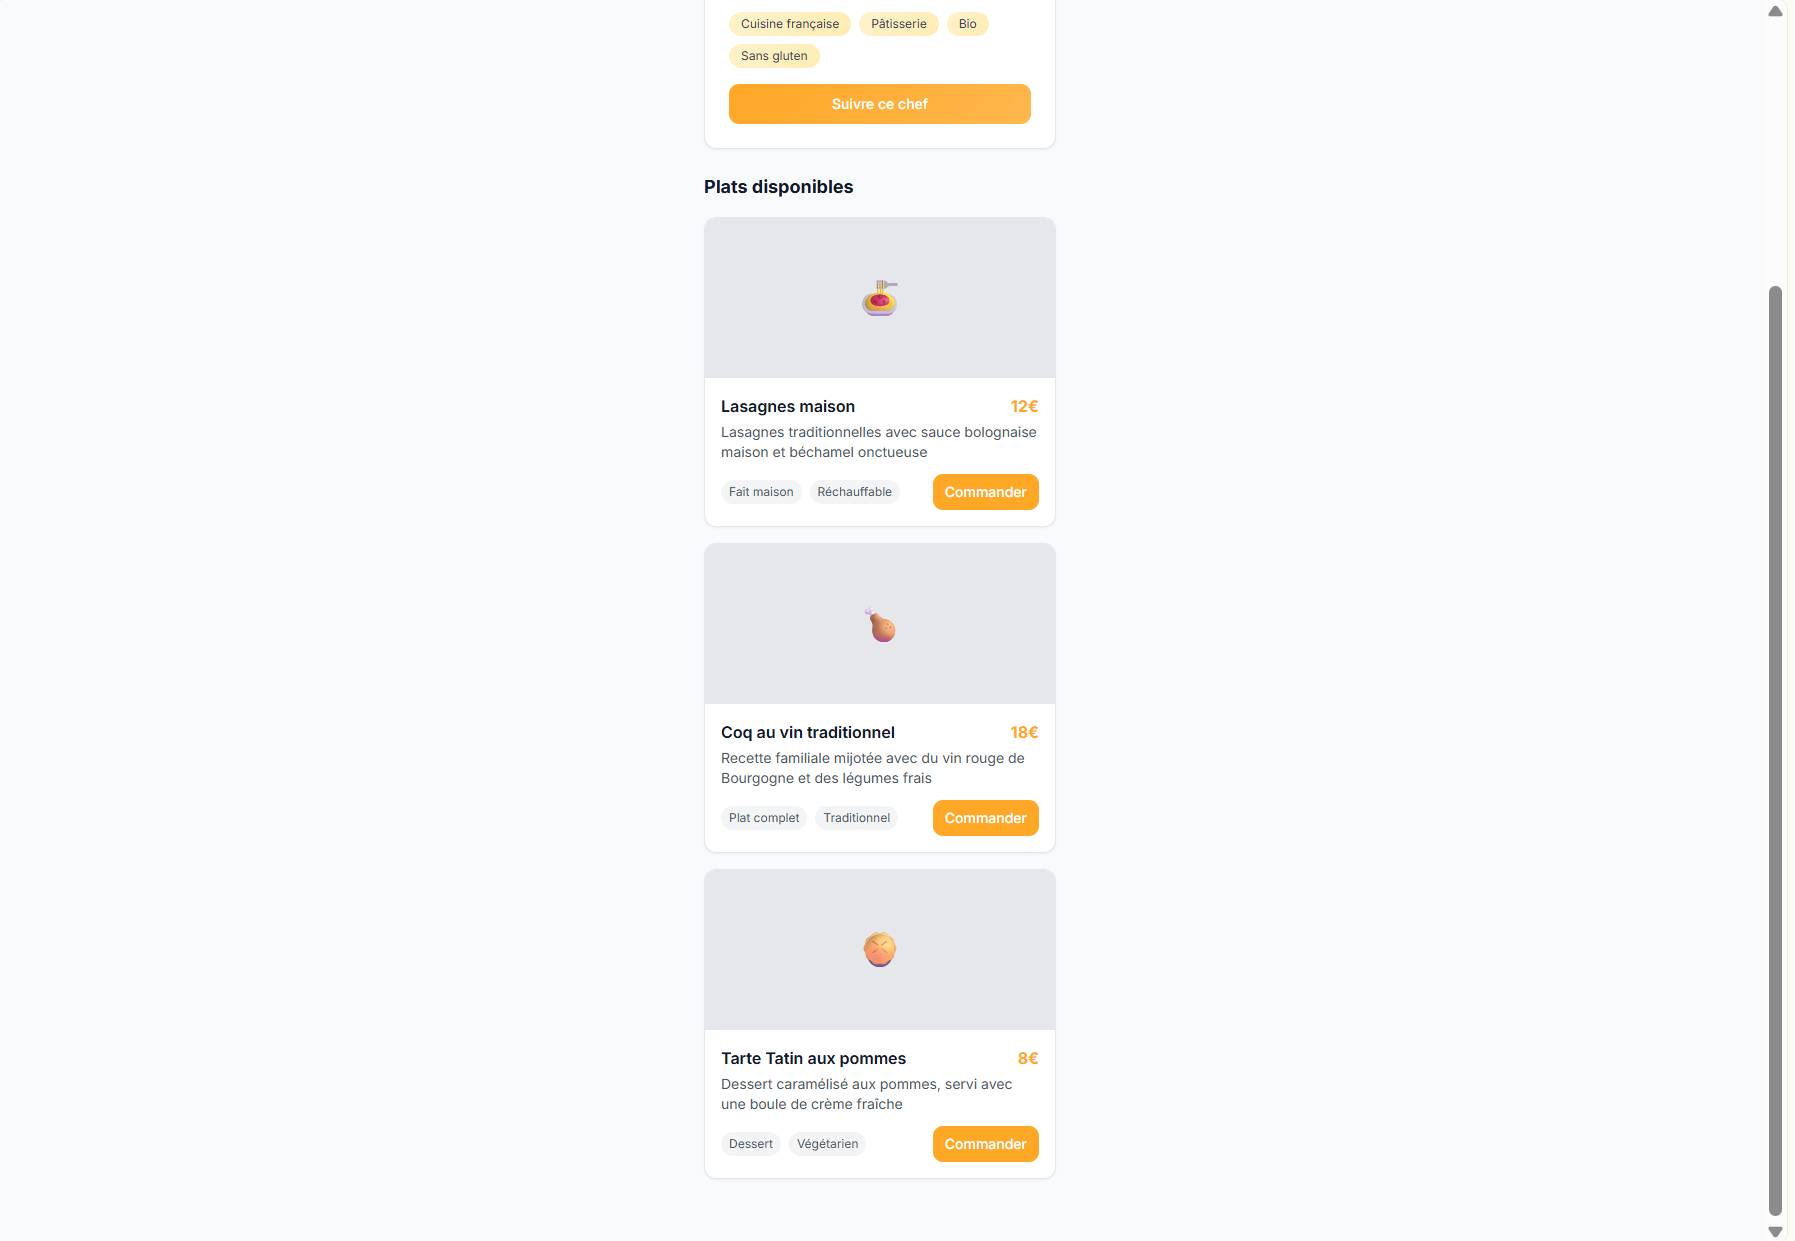 Cuisine française Pâtisserie Bio
Sans gluten
Suivre ce chef
Plats disponibles
Lasagnes maison 12€
Lasagnes traditionnelles avec sauce bolognaise
maison et béchamel onctueuse
Fait maison Réchauffable Commander
Coq au vin traditionnel 18€
Recette familiale mijotée avec du vin rouge de
Bourgogne et des légumes frais
Plat complet Traditionnel Commander
Tarte Tatin aux pommes 8€
Dessert caramélisé aux pommes, servi avec
une boule de crème fraîche
Dessert Végétarien Commander